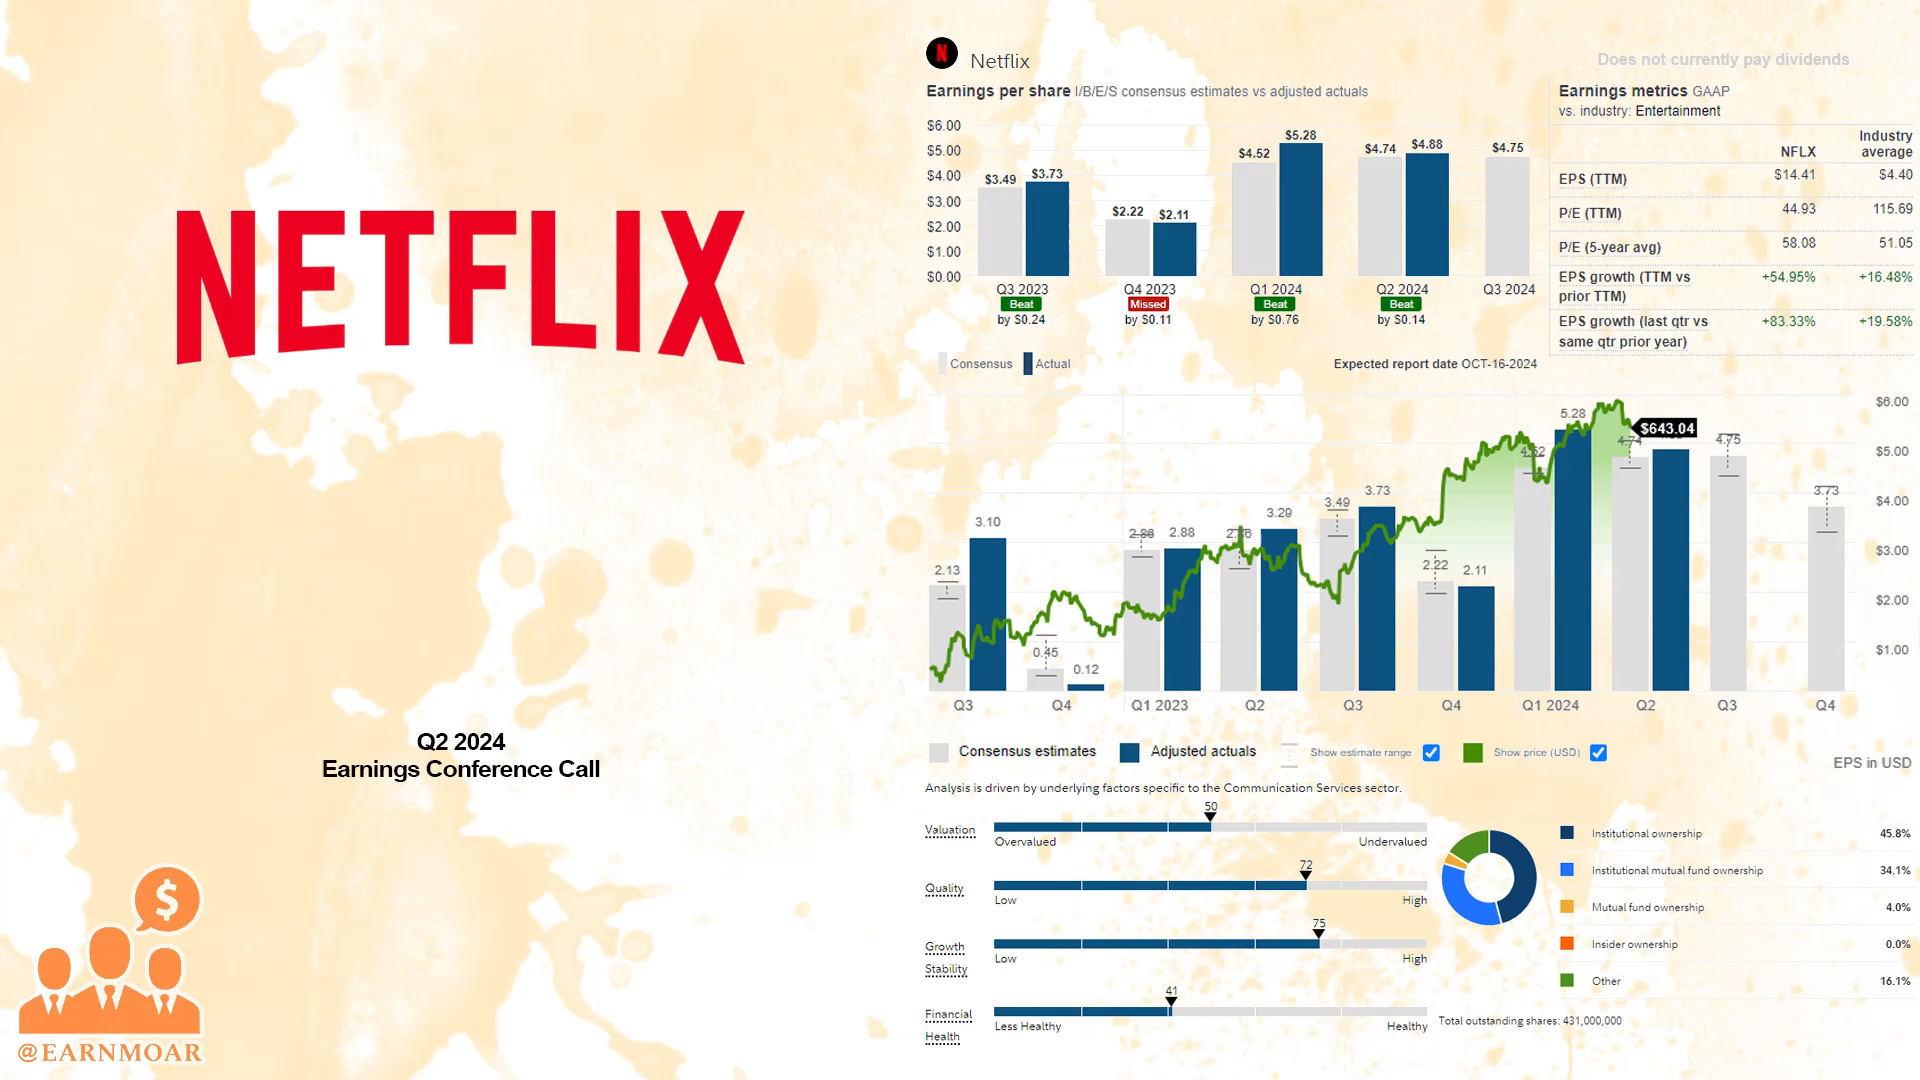 NETFLIX
Q2 2024
Earnings Conference Call
$
@EARNMOAR
N
Netflix
Does not currently pay dividends
Earnings per share I/B/E/S consensus estimates vs adjusted actuals
$6.00
$5.00
$4.00
$3.00
$2.00
$1.00
$0.00
$3.49 $3.73
$2.22 $2.11
$4.52 $5.28
$4.74 $4.88
$4.75
Q3 2023 Q4 2023 Q1 2024 Q2 2024 Q3 2024
Beat Missed Beat Beat
by $0.24 by $0.11 by $0.76 by $0.14
Consensus Actual
Expected report date OCT-16-2024
Earnings metrics GAAP
vs. industry: Entertainment
NFLX Industry average
EPS (TTM) $14.41 $4.40
P/E (TTM) 44.93 115.69
P/E (5-year avg) 58.08 51.05
EPS growth (TTM vs prior TTM) +54.95% +16.48%
EPS growth (last qtr vs same qtr prior year) +83.33% +19.58%
$6.00
$5.00
$4.00
$3.00
$2.00
$1.00
2.13 3.10
0.45 0.12
2.88
3.29
3.49 3.73
2.22 2.11
4.52 5.28
4.74
$643.04
4.75
3.73
Q3 Q4 Q1 2023 Q2 Q3 Q4 Q1 2024 Q2 Q3 Q4
Consensus estimates Adjusted actuals Show estimate range Show price (USD)
EPS in USD
Analysis is driven by underlying factors specific to the Communication Services sector.
50
Valuation
Overvalued Undervalued
72
Quality
Low High
75
Growth
Stability
Low High
41
Financial
Health
Less Healthy Healthy
Institutional ownership 45.8%
Institutional mutual fund ownership 34.1%
Mutual fund ownership 4.0%
Insider ownership 0.0%
Other 16.1%
Total outstanding shares: 431,000,000